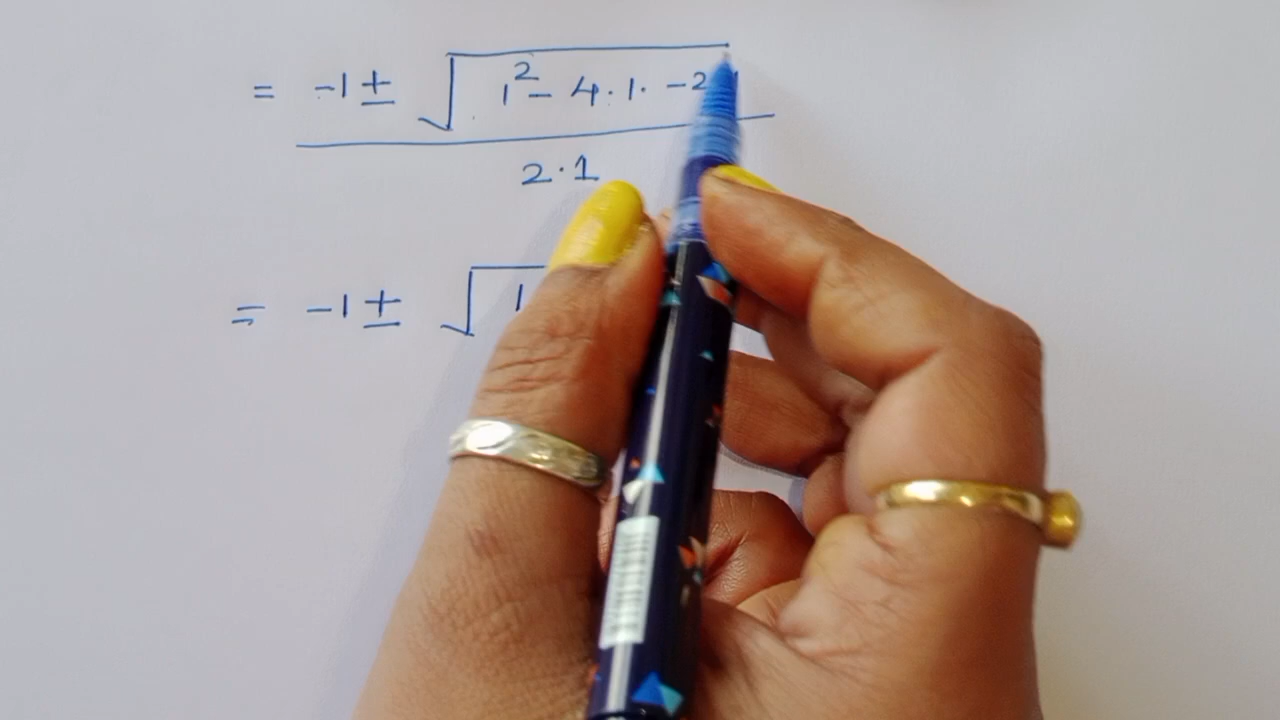 = -1 ± √ 1² - 4.1. -2
2.1
= -1 ± √ 1